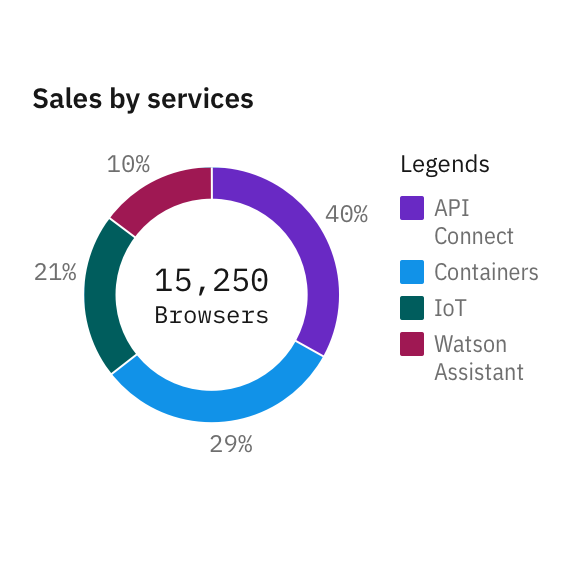 Sales by services
10%
40%
21%
29%
15,250
Browsers
Legends
API
Connect
Containers
IoT
Watson
Assistant